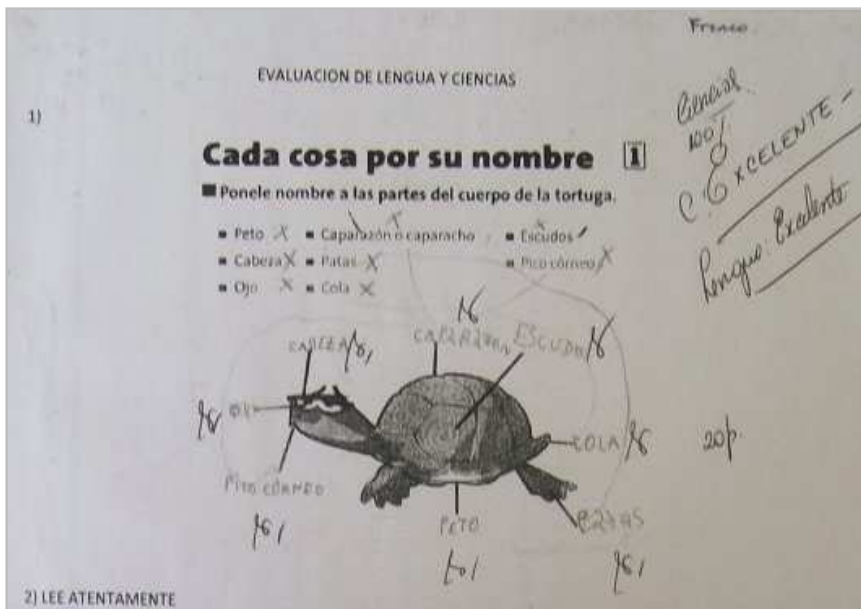 Franco
EVALUACION DE LENGUA Y CIENCIAS
Ciencias
100%
EXCELENTE -
Lengua: Excelente
1)
Cada cosa por su nombre 1
■ Ponele nombre a las partes del cuerpo de la tortuga.
■ Peto X ■ Caparazón o caparacho ■ Escudos
■ Cabeza X ■ Patas X ■ Pico córneo X
■ Ojo X ■ Cola X
CABEZA
CAPARAZON ESCUDO
OJO
COLA
20p.
PICO CORNEO
PETO
PATAS
2) LEE ATENTAMENTE